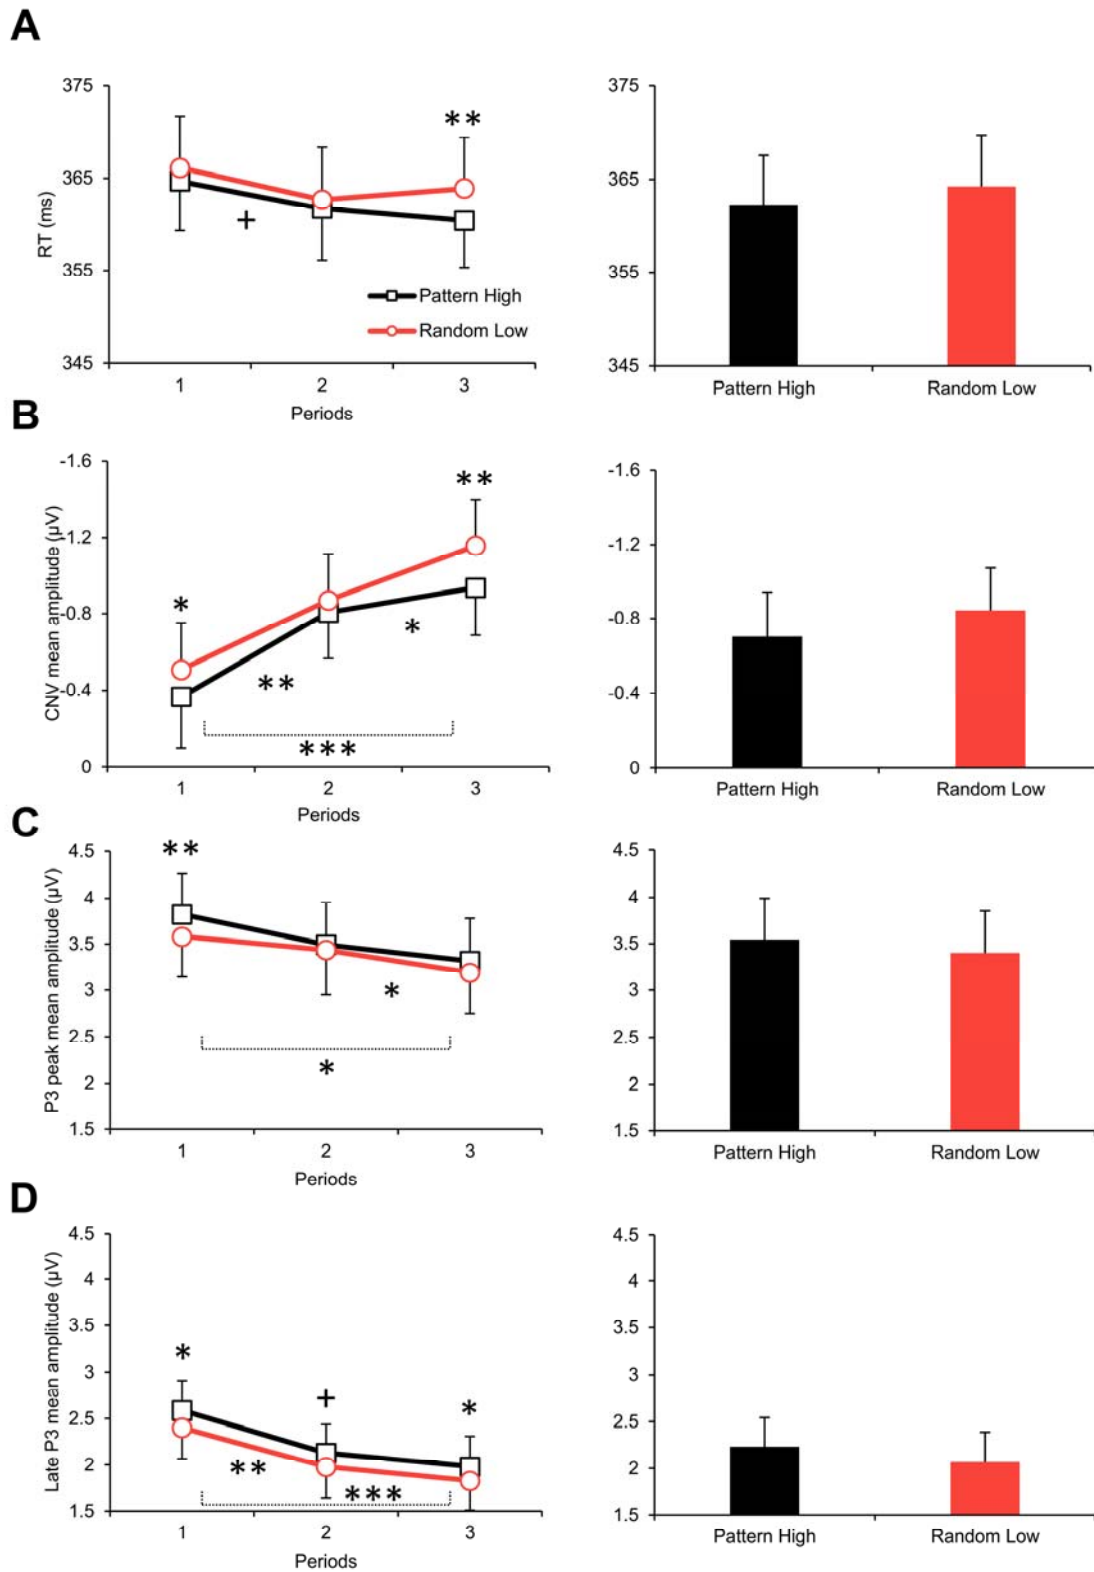 A
375
365
355
345
RT (ms)
**
+
Pattern High
Random Low
1 2 3
Periods
375
365
355
345
Pattern High Random Low
B
-1.6
-1.2
-0.8
-0.4
0
CNV mean amplitude (µV)
**
*
*
**
***
1 2 3
Periods
-1.6
-1.2
-0.8
-0.4
0
Pattern High Random Low
C
4.5
4
3.5
3
2.5
2
1.5
P3 peak mean amplitude (µV)
**
*
*
1 2 3
Periods
4.5
4
3.5
3
2.5
2
1.5
Pattern High Random Low
D
4.5
4
3.5
3
2.5
2
1.5
Late P3 mean amplitude (µV)
*
+
*
**
***
1 2 3
Periods
4.5
4
3.5
3
2.5
2
1.5
Pattern High Random Low